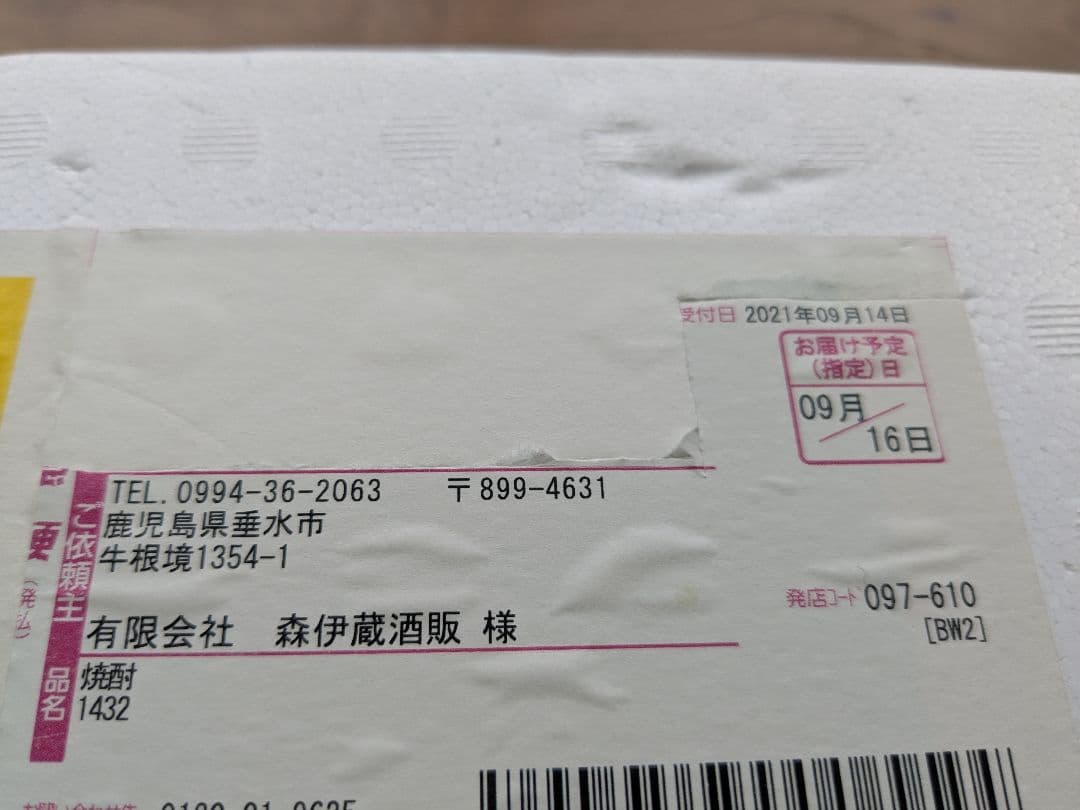 受付日 2021年09月14日
お届け予定
(指定)日
09月
16日
TEL. 0994-36-2063 〒899-4631
鹿児島県垂水市
牛根境1354-1
ご依頼主
有限会社 森伊蔵酒販 様
発店コード 097-610
[BW2]
品名
焼酎
1432
便